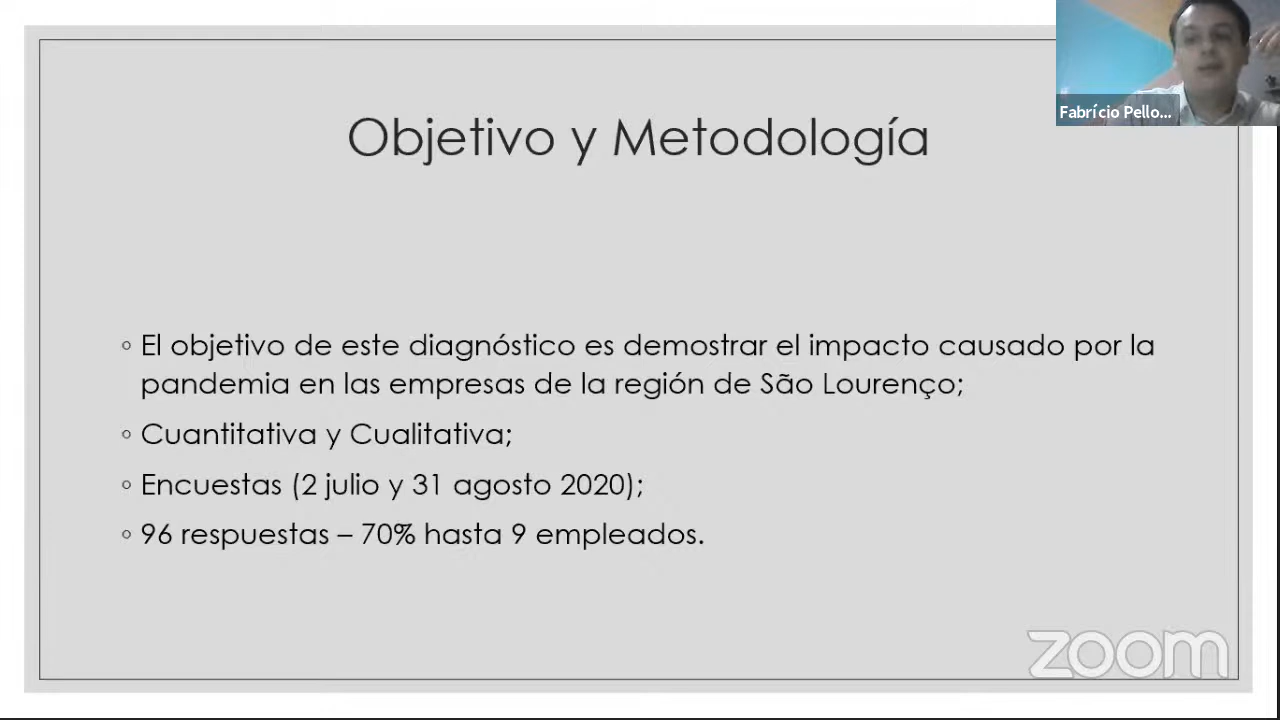 Fabrício Pello...
Objetivo y Metodología
◦ El objetivo de este diagnóstico es demostrar el impacto causado por la
pandemia en las empresas de la región de São Lourenço;
◦ Cuantitativa y Cualitativa;
◦ Encuestas (2 julio y 31 agosto 2020);
◦ 96 respuestas – 70% hasta 9 empleados.
zoom